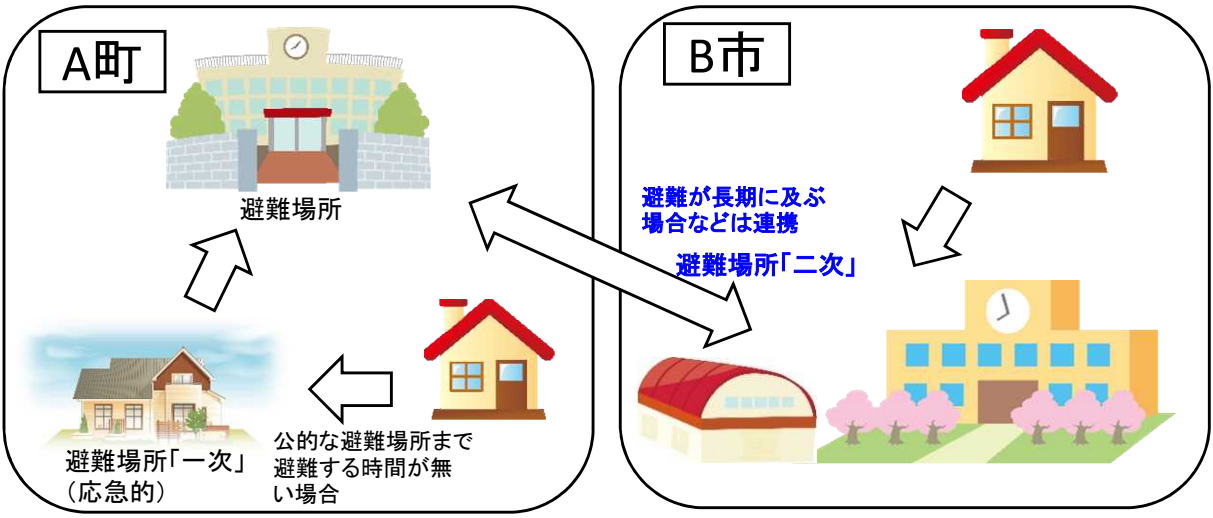 A町
避難場所
避難場所「一次」
（応急的）
公的な避難場所まで
避難する時間が無
い場合
B市
避難が長期に及ぶ
場合などは連携
避難場所「二次」